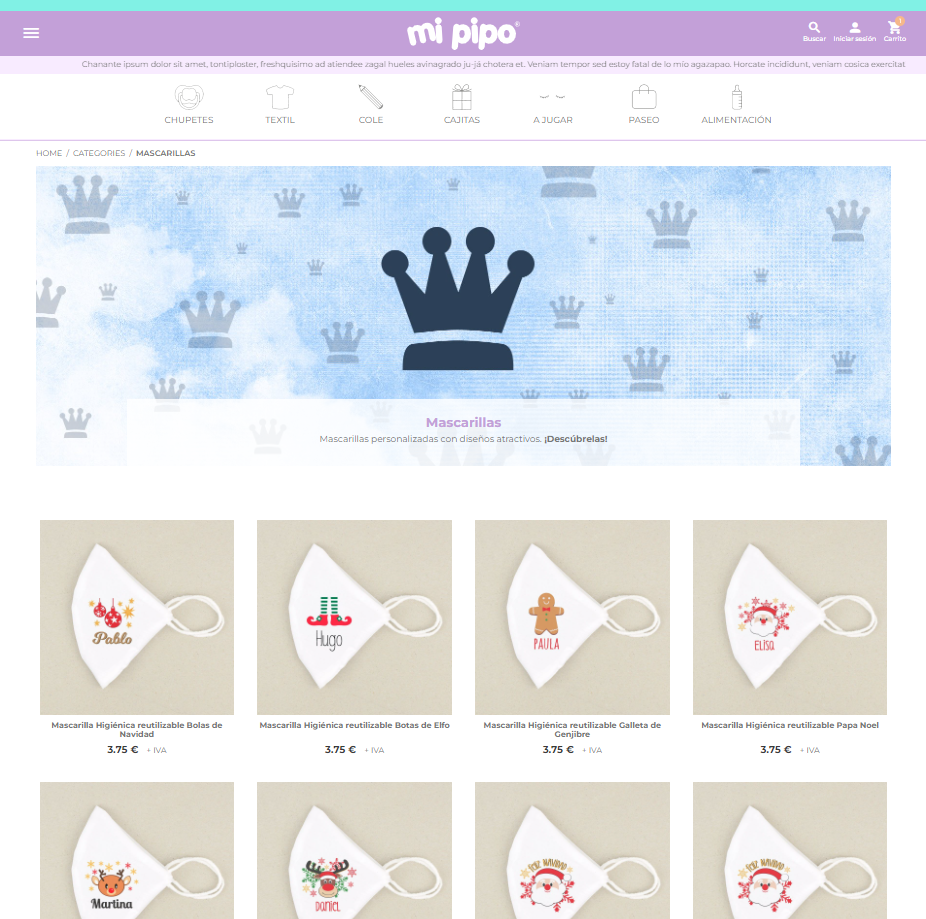 mi pipo®
Buscar
Iniciar sesión
1
Carrito
Chanante ipsum dolor sit amet, tontiploster, freshquisimo ad atiendee zagal hueles avinagrado ju-já chotera et. Veniam tempor sed estoy fatal de lo mio agazapao. Horcate incididunt, veniam cosica exercitat
CHUPETES
TEXTIL
COLE
CAJITAS
A JUGAR
PASEO
ALIMENTACIÓN
HOME / CATEGORIES / MASCARILLAS
Mascarillas
Mascarillas personalizadas con diseños atractivos. ¡Descúbrelas!
Pablo
Hugo
PAULA
ELISA
Mascarilla Higiénica reutilizable Bolas de
Navidad
3.75 € + IVA
Mascarilla Higiénica reutilizable Botas de Elfo
3.75 € + IVA
Mascarilla Higiénica reutilizable Galleta de
Genjibre
3.75 € + IVA
Mascarilla Higiénica reutilizable Papa Noel
3.75 € + IVA
Martina
DANIEL
FELIZ NAVIDAD
FELIZ NAVIDAD